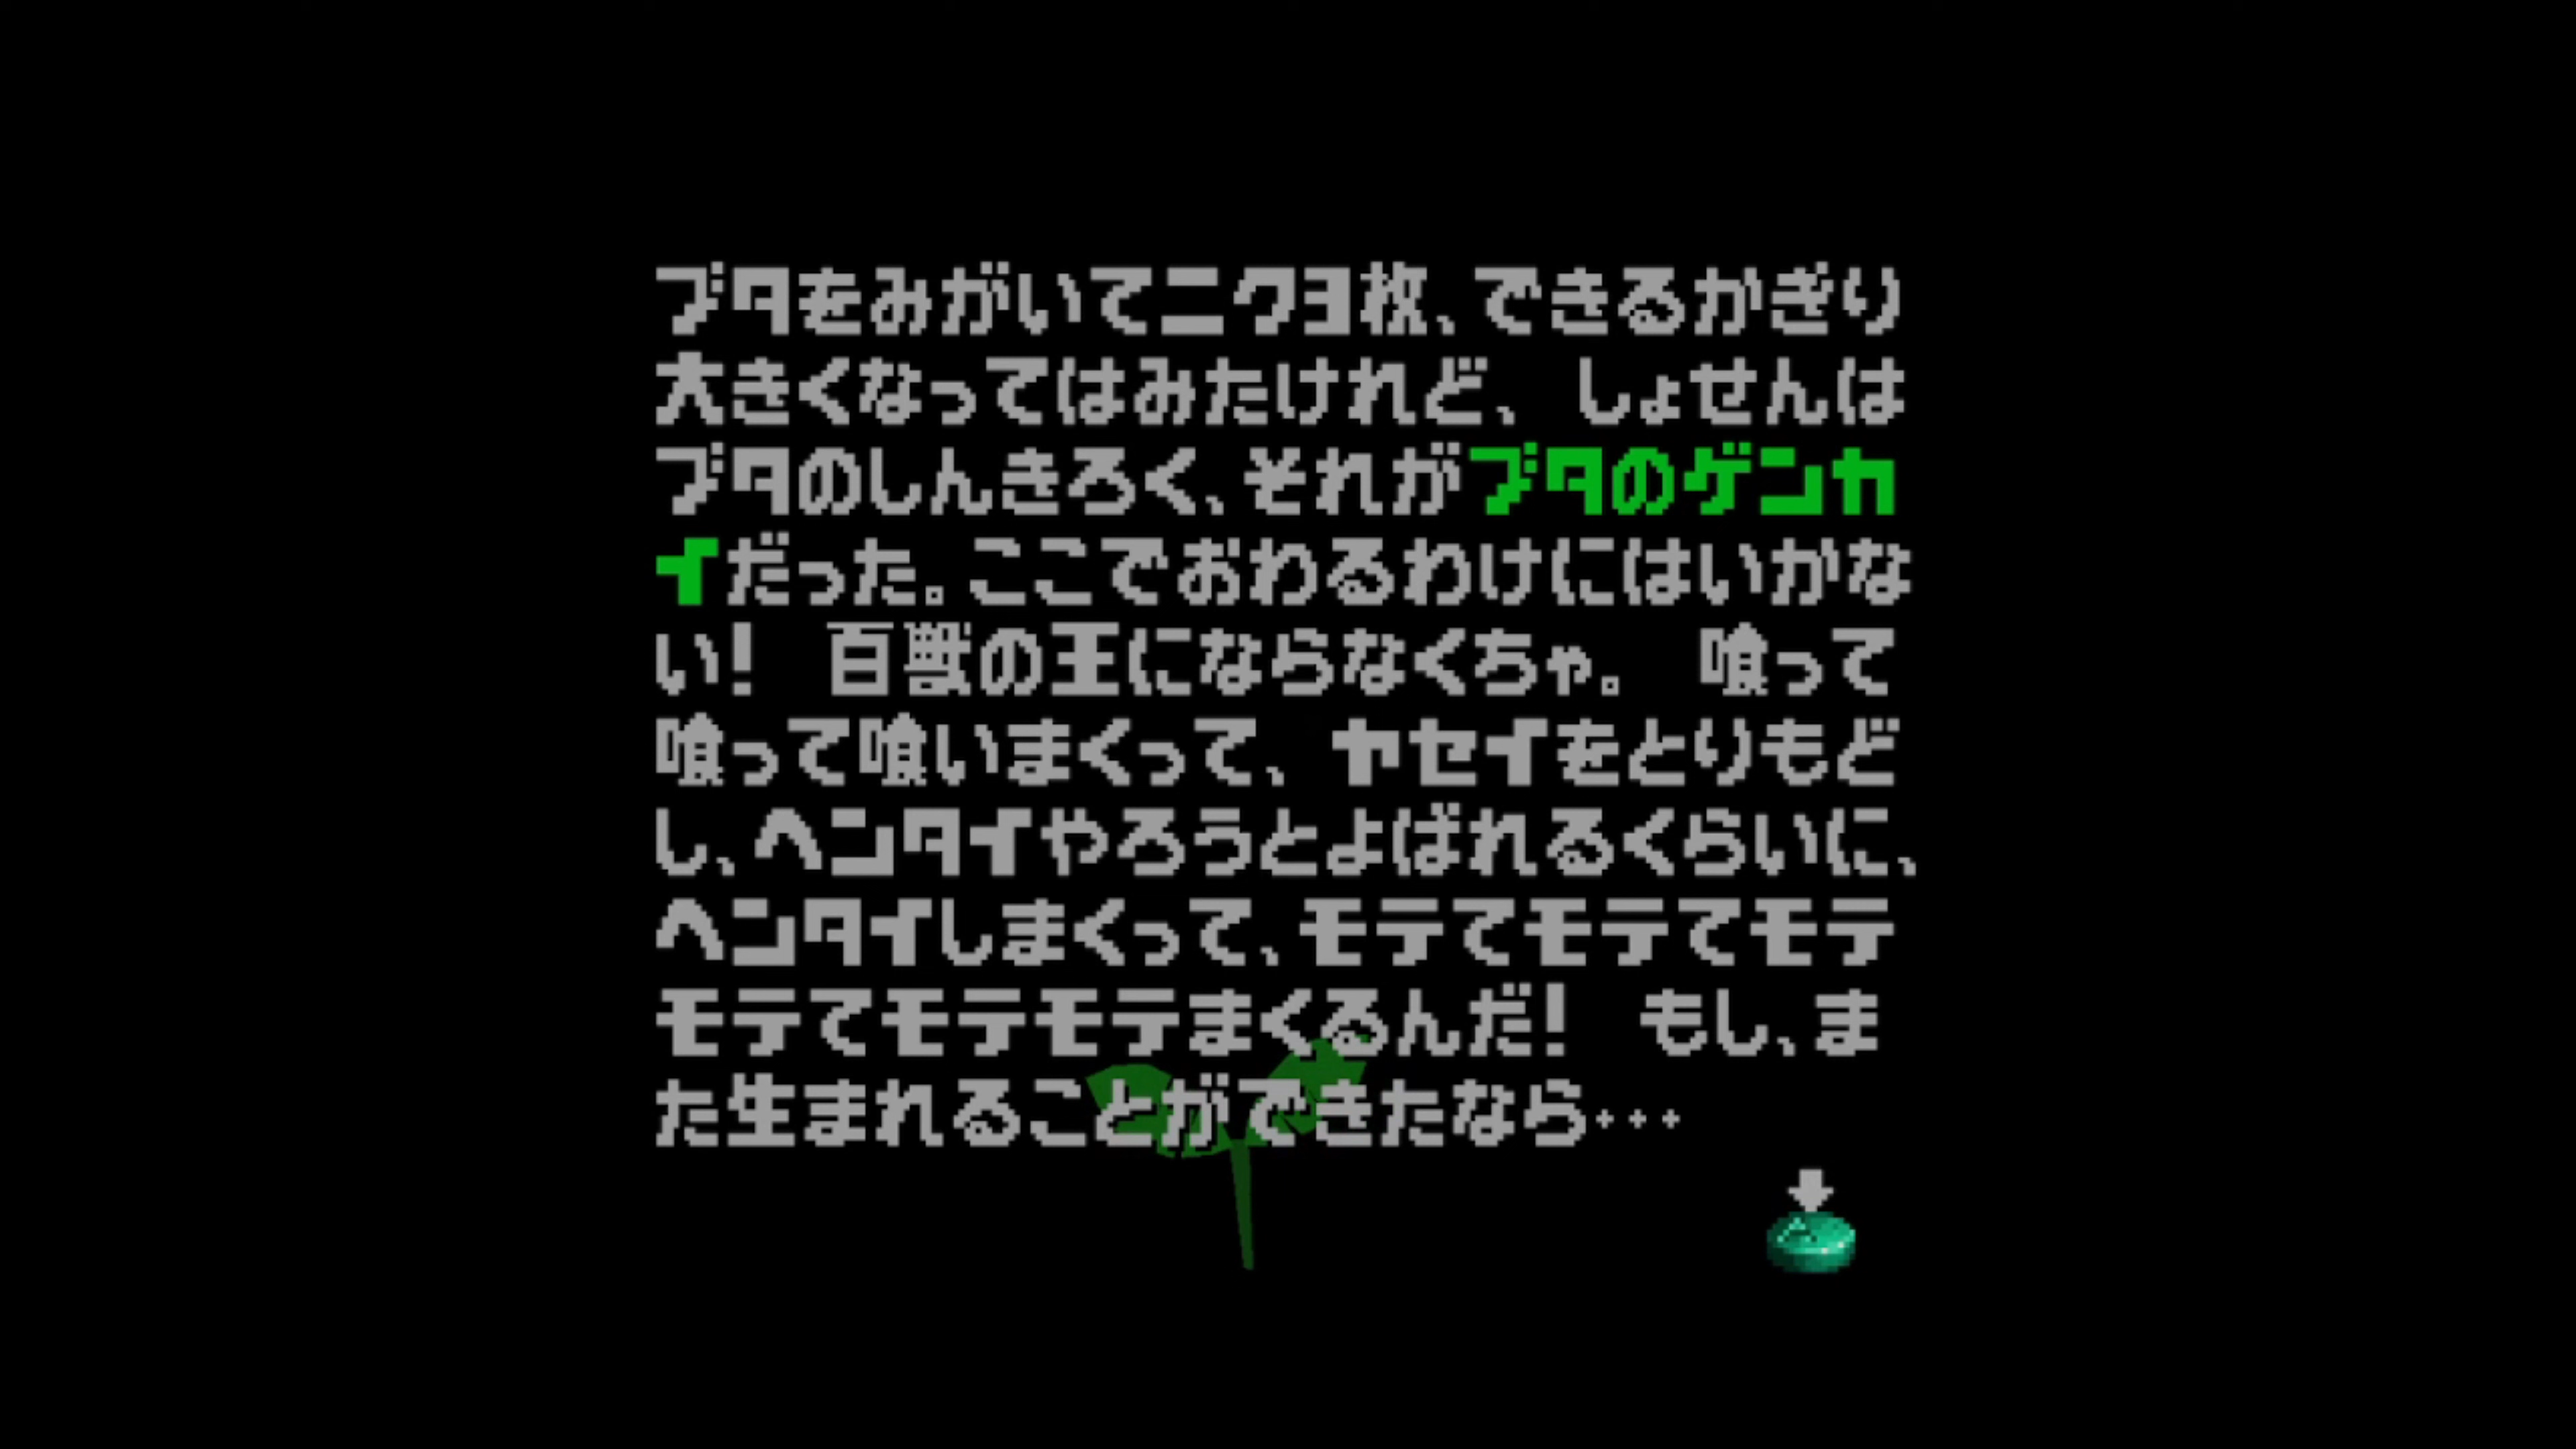 ブタをみがいてニク3枚、できるかぎり
大きくなってはみたけれど、しょせんは
ブタのしんきろく、それがブタのゲンカ
イだった。ここでおわるわけにはいかな
い！　百獣の王にならなくちゃ。　喰って
喰って喰いまくって、ヤセイをとりもど
し、ヘンタイやろうとよばれるくらいに、
ヘンタイしまくって、モテてモテてモテ
モテてモテモテまくるんだ！　もし、ま
た生まれることができたなら…